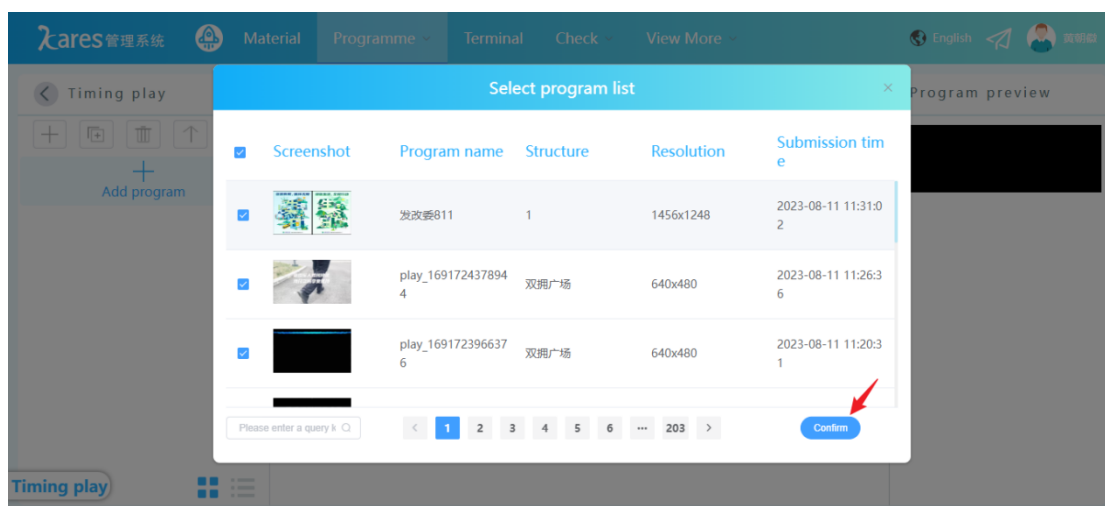 λcares管理系统
Material
Programme
Terminal
Check
View More
English
Timing play
Select program list
×
Program preview
Add program
Screenshot
Program name
Structure
Resolution
Submission tim
e
发改委811
1
1456x1248
2023-08-11 11:31:0
2
play_169172437894
4
双拥广场
640x480
2023-08-11 11:26:3
6
play_169172396637
6
双拥广场
640x480
2023-08-11 11:20:3
1
Please enter a query k
< 1 2 3 4 5 6 ··· 203 >
Confirm
Timing play